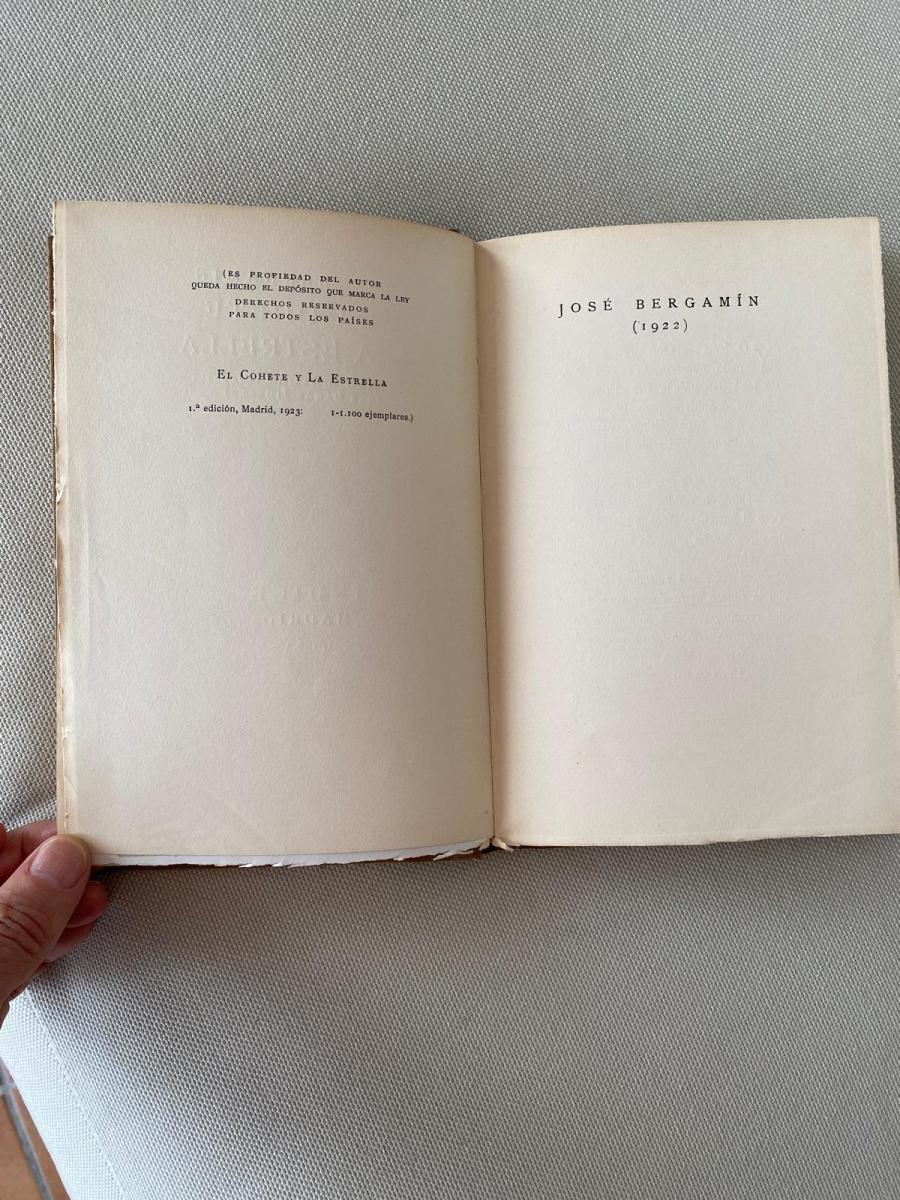 (ES PROPIEDAD DEL AUTOR
QUEDA HECHO EL DEPÓSITO QUE MARCA LA LEY
DERECHOS RESERVADOS
PARA TODOS LOS PAÍSES
EL COHETE Y LA ESTRELLA
1.ª edición, Madrid, 1923: 1-1.100 ejemplares.)
JOSÉ BERGAMÍN
(1922)